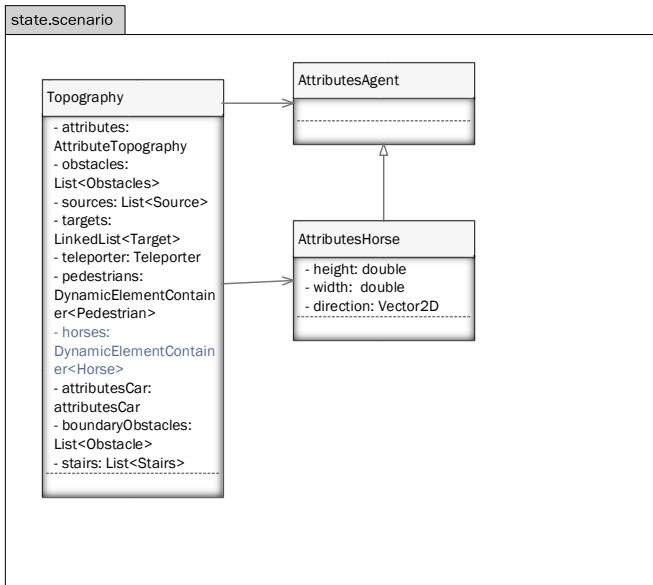 state.scenario
Topography
- attributes:
AttributeTopography
- obstacles:
List<Obstacles>
- sources: List<Source>
- targets:
LinkedList<Target>
- teleporter: Teleporter
- pedestrians:
DynamicElementContain
er<Pedestrian>
- horses:
DynamicElementContain
er<Horse>
- attributesCar:
attributesCar
- boundaryObstacles:
List<Obstacle>
- stairs: List<Stairs>
AttributesAgent
AttributesHorse
- height: double
- width:  double
- direction: Vector2D